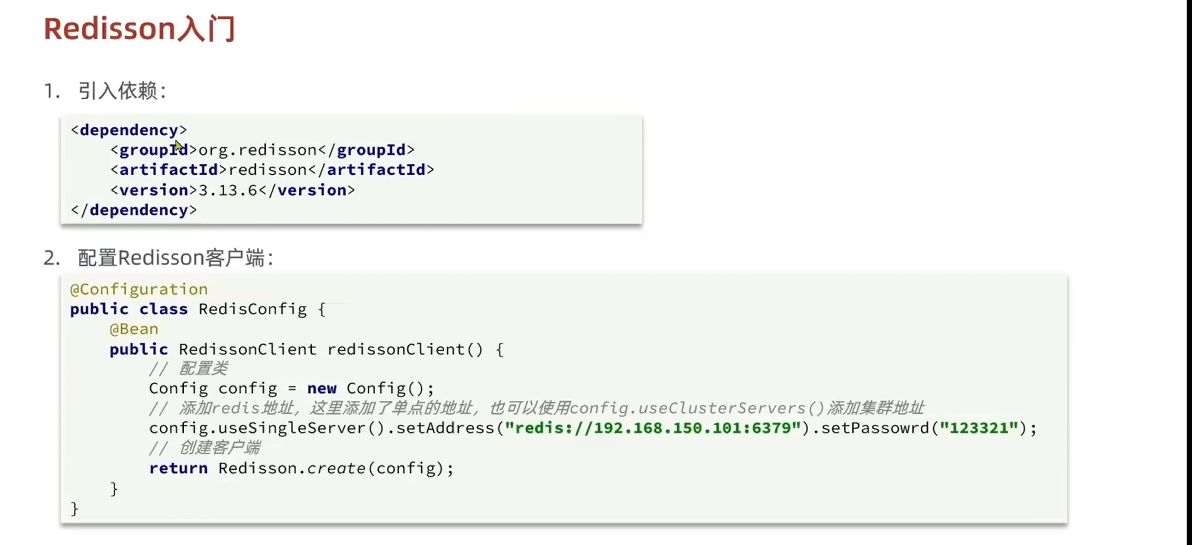 Redisson入门
1. 引入依赖：
<dependency>
    <groupId>org.redisson</groupId>
    <artifactId>redisson</artifactId>
    <version>3.13.6</version>
</dependency>
2. 配置Redisson客户端：
@Configuration
public class RedisConfig {
    @Bean
    public RedissonClient redissonClient() {
        // 配置类
        Config config = new Config();
        // 添加redis地址，这里添加了单点的地址，也可以使用config.useClusterServers()添加集群地址
        config.useSingleServer().setAddress("redis://192.168.150.101:6379").setPassowrd("123321");
        // 创建客户端
        return Redisson.create(config);
    }
}